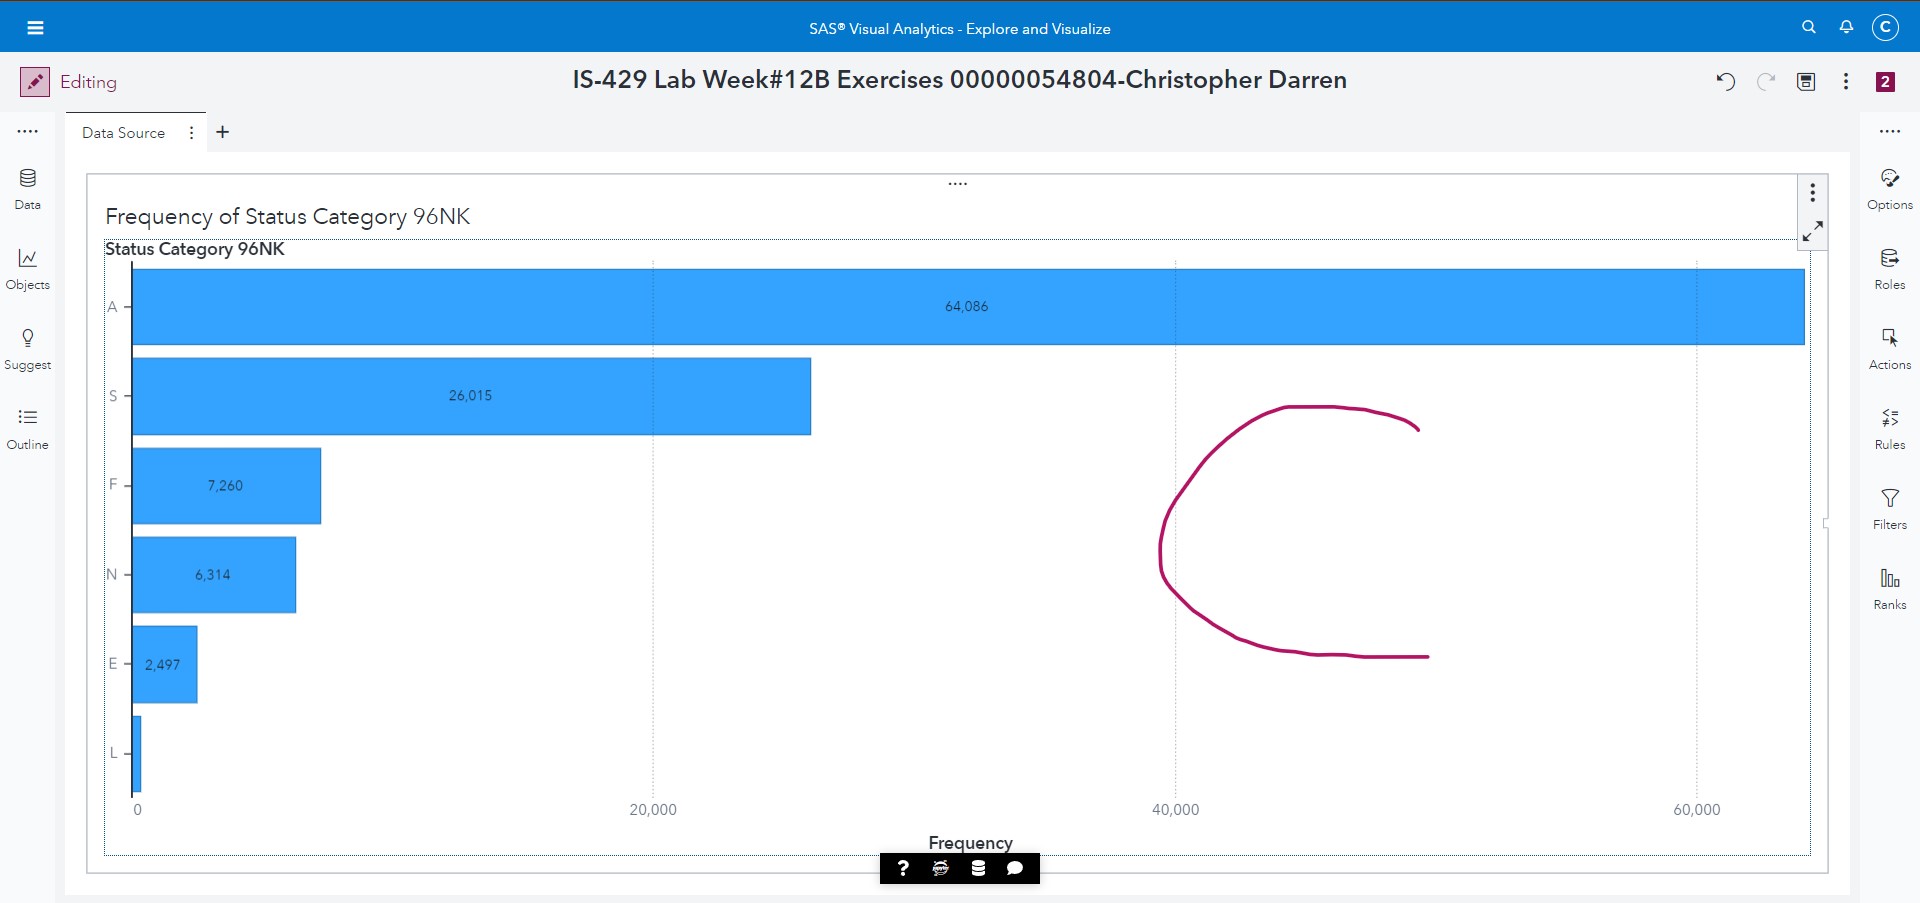 SAS® Visual Analytics - Explore and Visualize
C
Editing
IS-429 Lab Week#12B Exercises 00000054804-Christopher Darren
2
Data Source
Data
Objects
Suggest
Outline
Frequency of Status Category 96NK
Status Category 96NK
A 64,086
S 26,015
F 7,260
N 6,314
E 2,497
L
0 20,000 40,000 60,000
Frequency
C
?
Options
Roles
Actions
Rules
Filters
Ranks